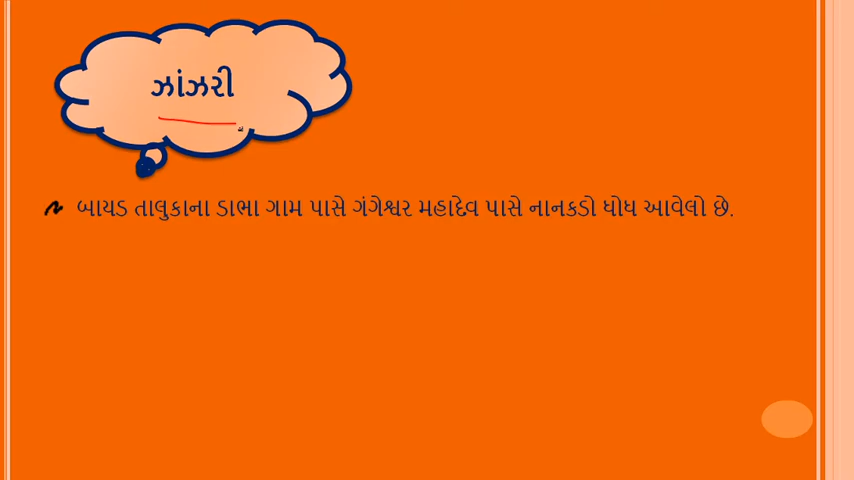 ઝાંઝરી
બાયડ તાલુકાના ડાભા ગામ પાસે ગંગેશ્વર મહાદેવ પાસે નાનકડો ધોધ આવેલો છે.